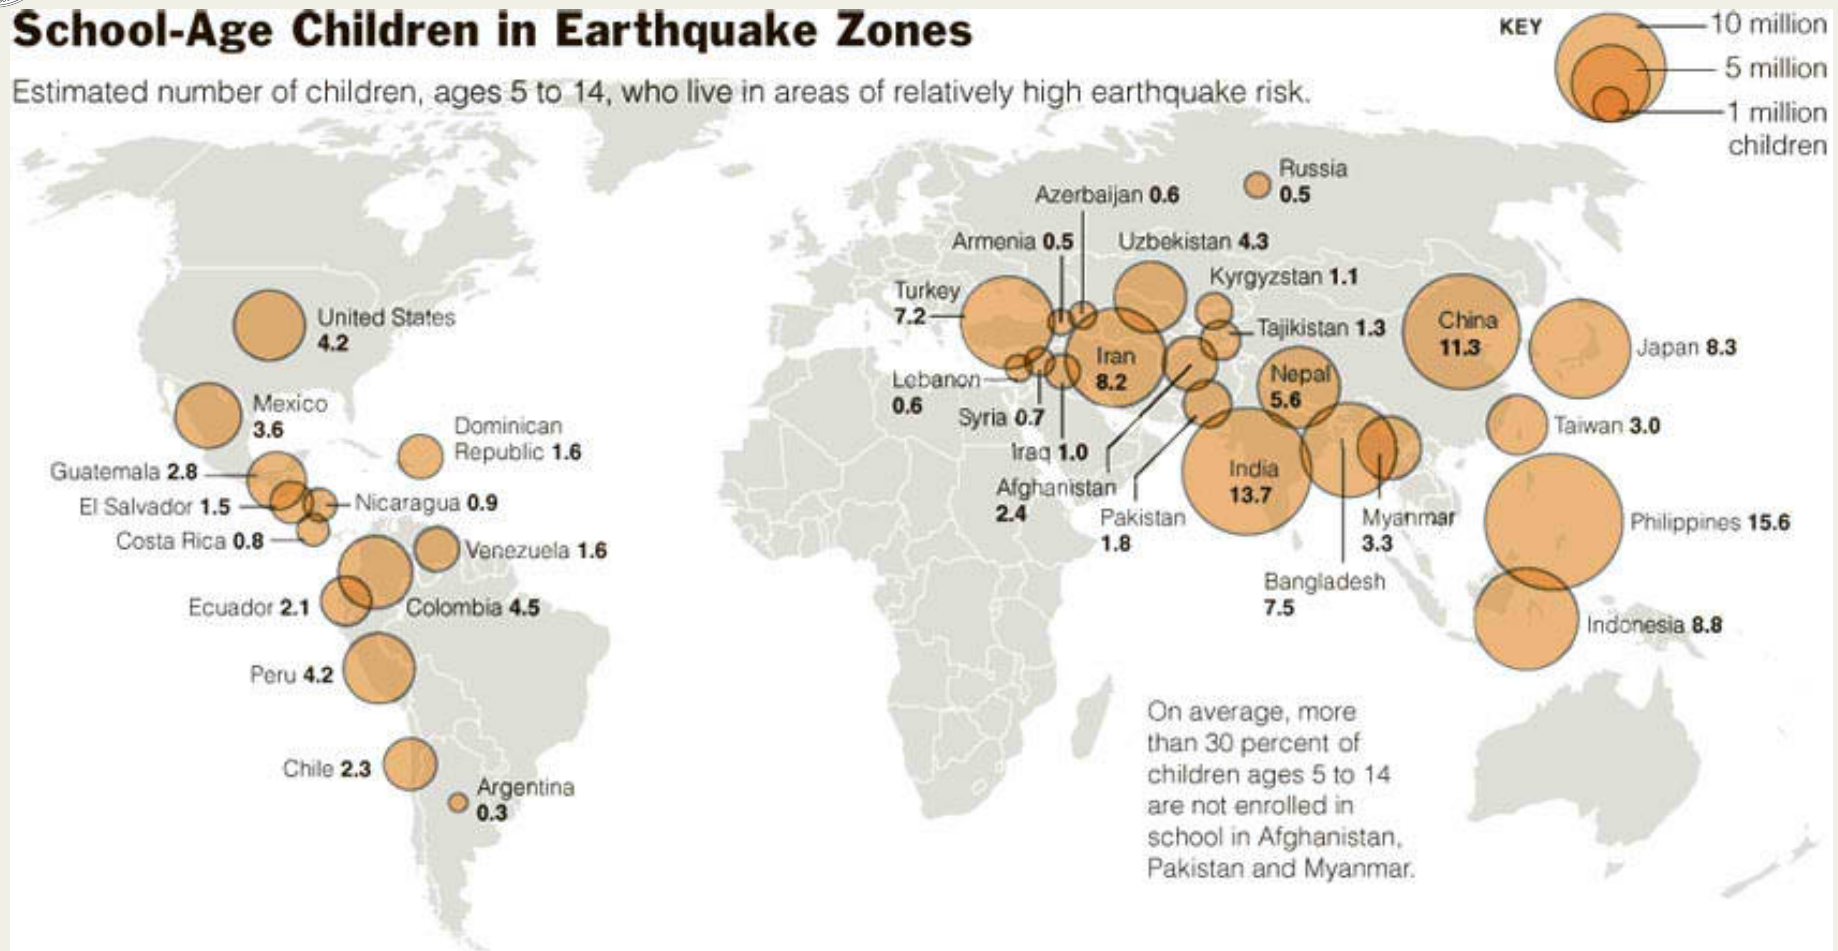 School-Age Children in Earthquake Zones
Estimated number of children, ages 5 to 14, who live in areas of relatively high earthquake risk.
KEY
10 million
5 million
1 million
children
Russia
0.5
Azerbaijan 0.6
Armenia 0.5
Uzbekistan 4.3
Kyrgyzstan 1.1
Turkey
7.2
Tajikistan 1.3
China
11.3
Japan 8.3
Iran
8.2
Nepal
5.6
Lebanon
0.6
Syria 0.7
Iraq 1.0
Taiwan 3.0
Afghanistan
2.4
Pakistan
1.8
India
13.7
Myanmar
3.3
Bangladesh
7.5
Philippines 15.6
Indonesia 8.8
United States
4.2
Mexico
3.6
Dominican
Republic 1.6
Guatemala 2.8
El Salvador 1.5
Nicaragua 0.9
Costa Rica 0.8
Venezuela 1.6
Ecuador 2.1
Colombia 4.5
Peru 4.2
Chile 2.3
Argentina
0.3
On average, more
than 30 percent of
children ages 5 to 14
are not enrolled in
school in Afghanistan,
Pakistan and Myanmar.